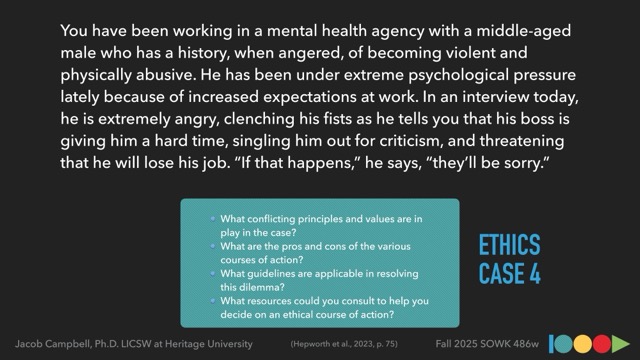 You have been working in a mental health agency with a middle-aged
male who has a history, when angered, of becoming violent and
physically abusive. He has been under extreme psychological pressure
lately because of increased expectations at work. In an interview today,
he is extremely angry, clenching his fists as he tells you that his boss is
giving him a hard time, singling him out for criticism, and threatening
that he will lose his job. “If that happens,” he says, “they’ll be sorry.”
• What conflicting principles and values are in
play in the case?
• What are the pros and cons of the various
courses of action?
• What guidelines are applicable in resolving
this dilemma?
• What resources could you consult to help you
decide on an ethical course of action?
ETHICS
CASE 4
Jacob Campbell, Ph.D. LICSW at Heritage University
(Hepworth et al., 2023, p. 75)
Fall 2025 SOWK 486w